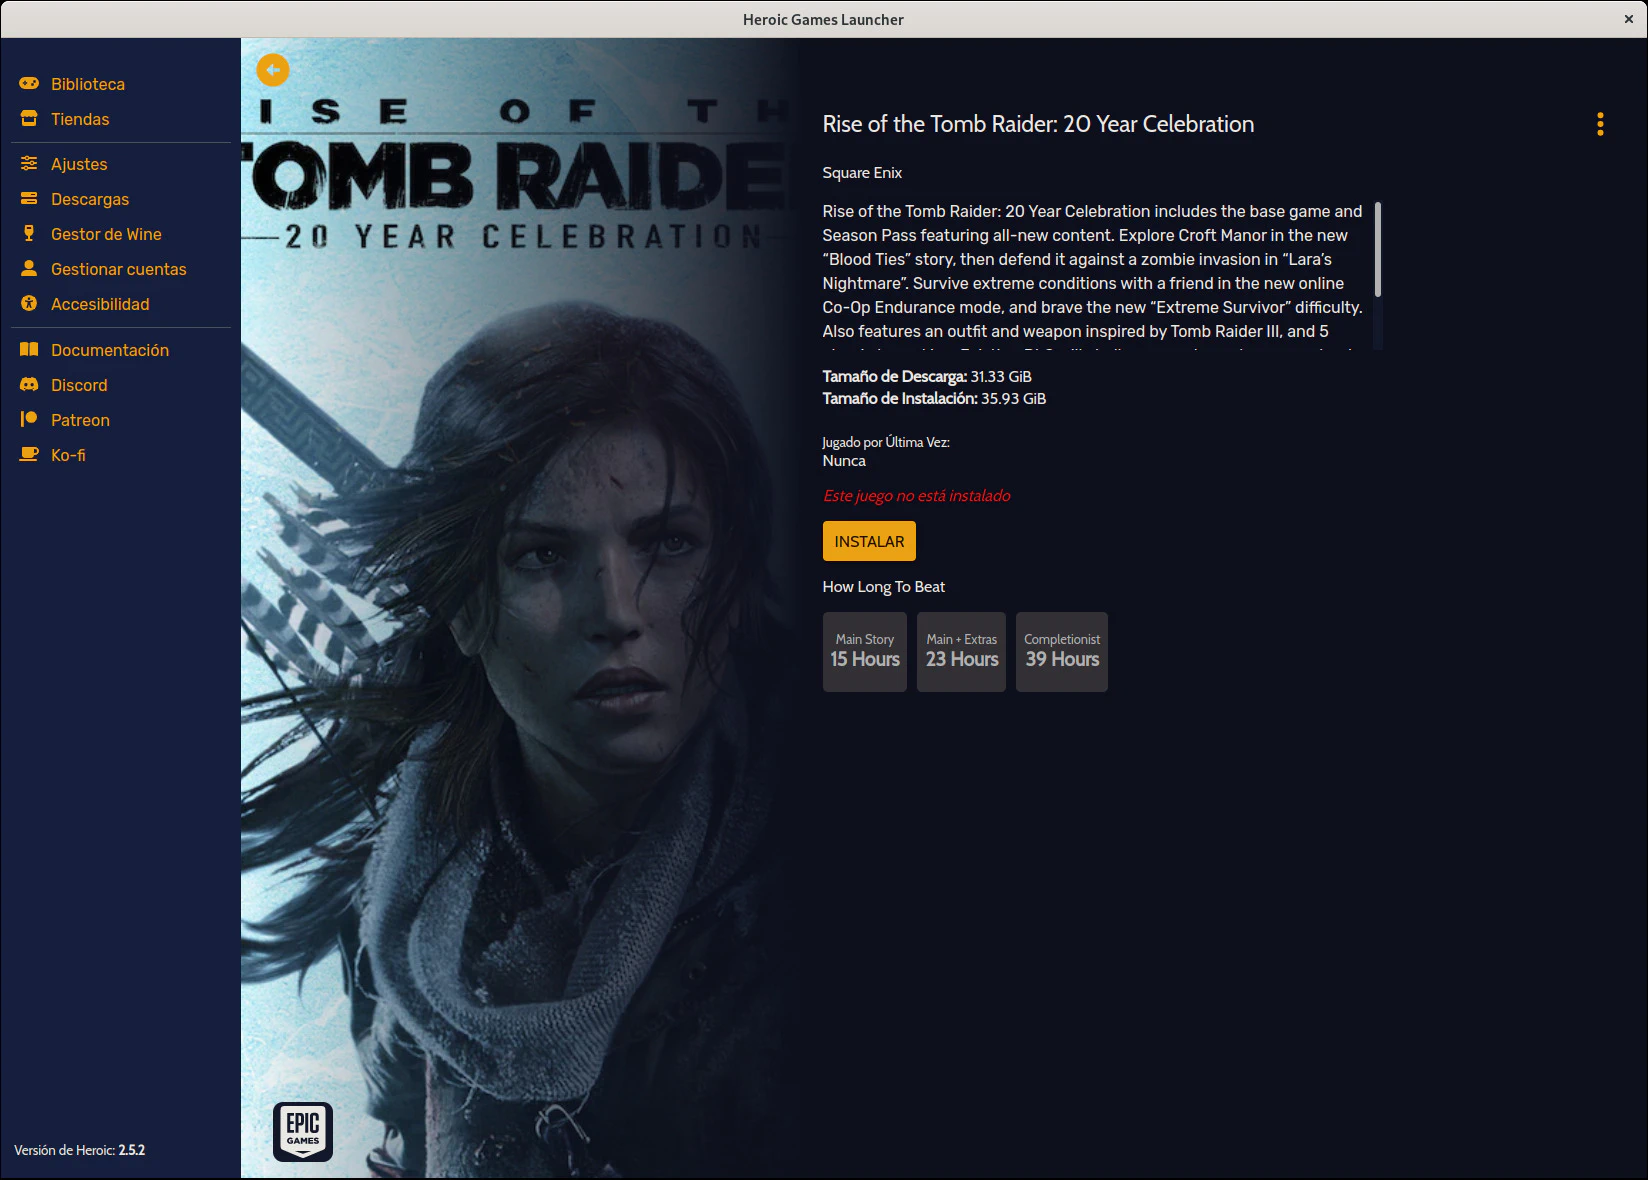 Heroic Games Launcher
Biblioteca
Tiendas
Ajustes
Descargas
Gestor de Wine
Gestionar cuentas
Accesibilidad
Documentación
Discord
Patreon
Ko-fi
Versión de Heroic: 2.5.2
ISE OF TH
TOMB RAIDE
20 YEAR CELEBRATION
EPIC
GAMES
Rise of the Tomb Raider: 20 Year Celebration
Square Enix
Rise of the Tomb Raider: 20 Year Celebration includes the base game and
Season Pass featuring all-new content. Explore Croft Manor in the new
“Blood Ties” story, then defend it against a zombie invasion in “Lara’s
Nightmare”. Survive extreme conditions with a friend in the new online
Co-Op Endurance mode, and brave the new “Extreme Survivor” difficulty.
Also features an outfit and weapon inspired by Tomb Raider III, and 5
Tamaño de Descarga: 31.33 GiB
Tamaño de Instalación: 35.93 GiB
Jugado por Última Vez:
Nunca
Este juego no está instalado
INSTALAR
How Long To Beat
Main Story
15 Hours
Main + Extras
23 Hours
Completionist
39 Hours